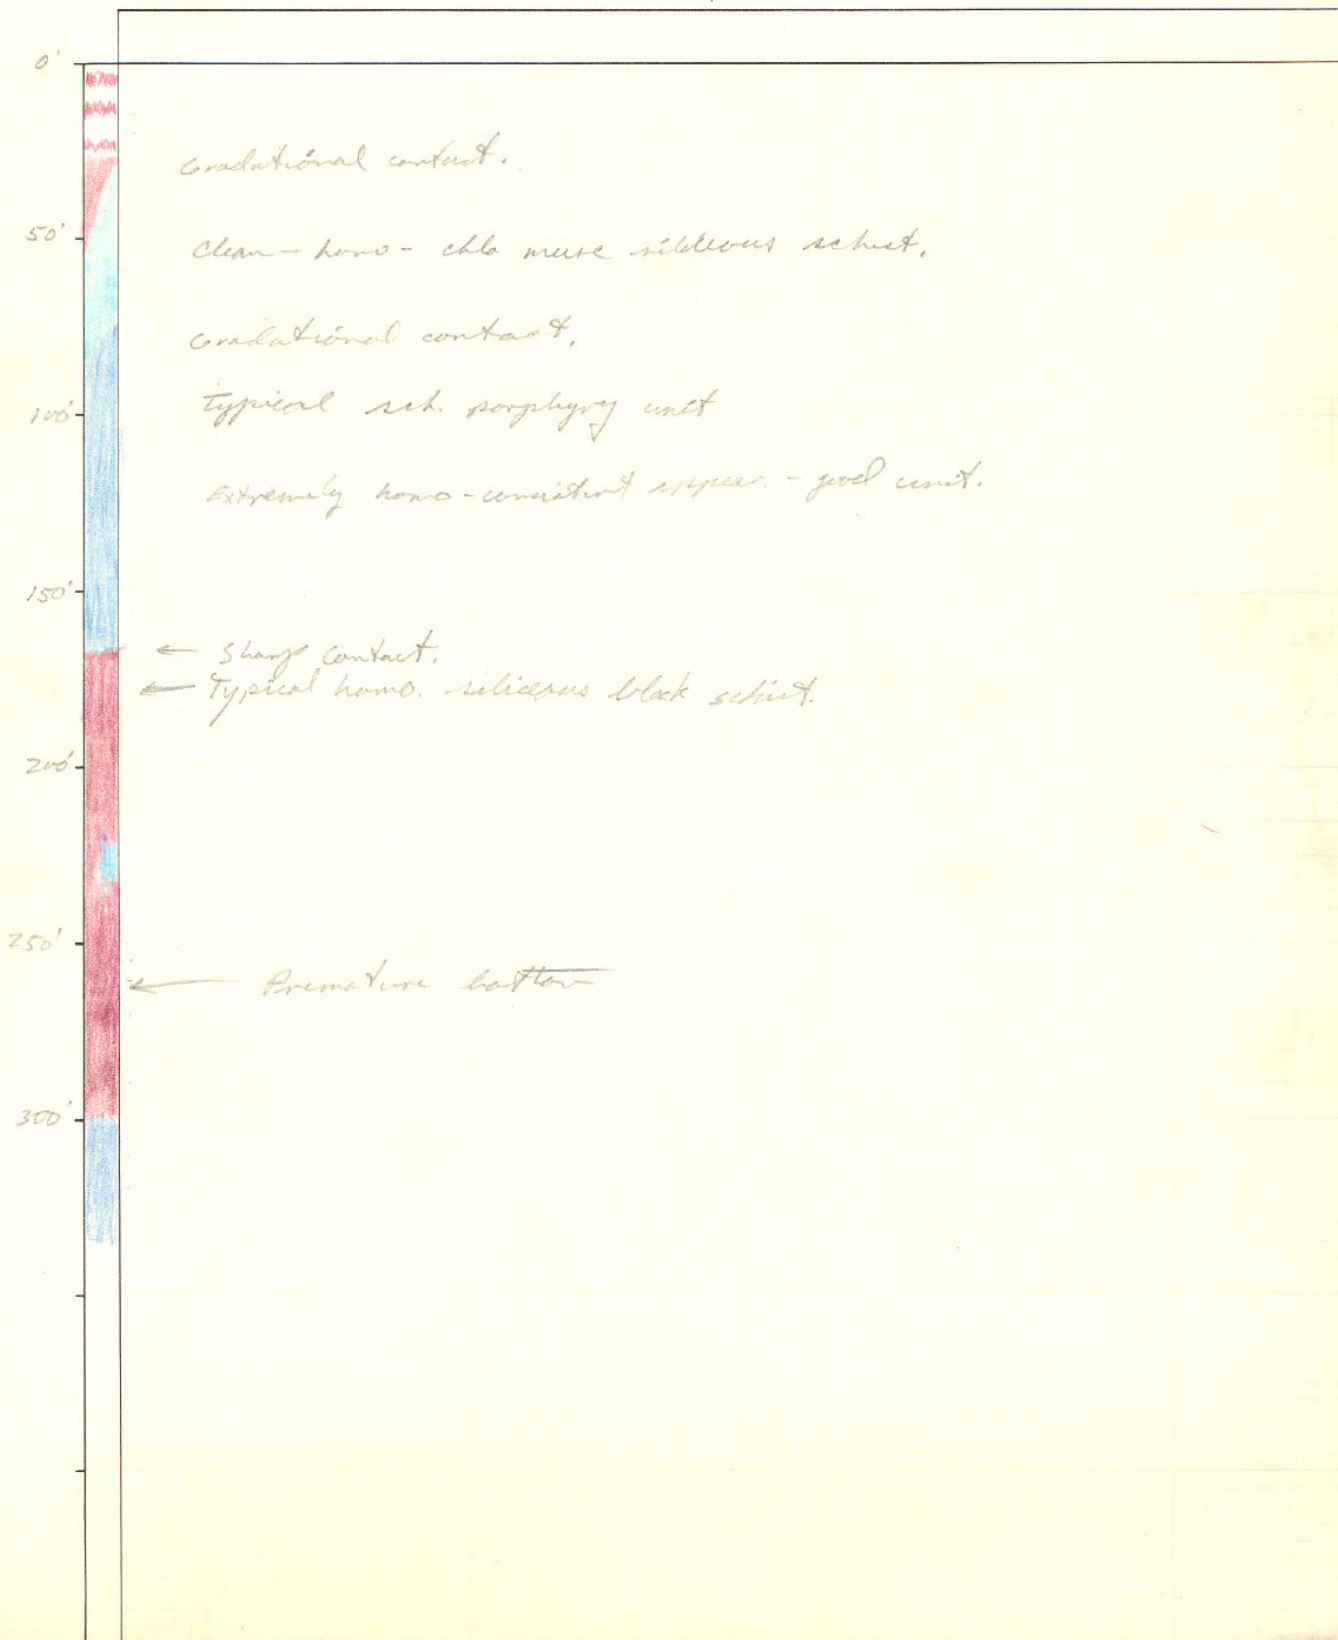 0'
Gradational contact.
50'
Clean - homo - chlo musc siliceous schist.
Gradational contact.
100'
Typical sch. porphyry unit
Extremely homo - consistent appear. - good unit.
150'
← Sharp contact.
← Typical homo. siliceous black schist.
200'
250'
← Premature bottom
300'